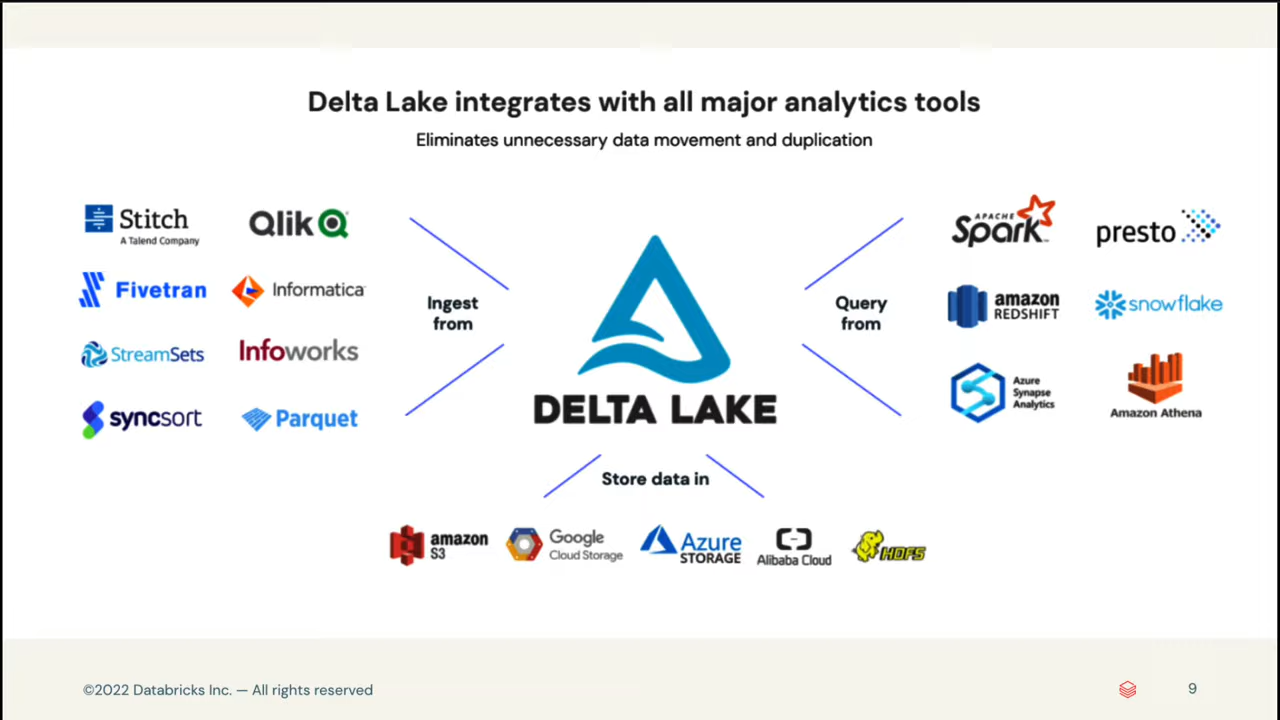 Delta Lake integrates with all major analytics tools
Eliminates unnecessary data movement and duplication
Stitch
A Talend Company
Qlik
Fivetran
Informatica
StreamSets
Infoworks
syncsort
Parquet
Ingest
from
DELTA LAKE
Query
from
APACHE
Spark
presto
amazon
REDSHIFT
snowflake
Azure
Synapse
Analytics
Amazon Athena
Store data in
amazon
S3
Google
Cloud Storage
Azure
STORAGE
Alibaba Cloud
HDFS
©2022 Databricks Inc. — All rights reserved
9